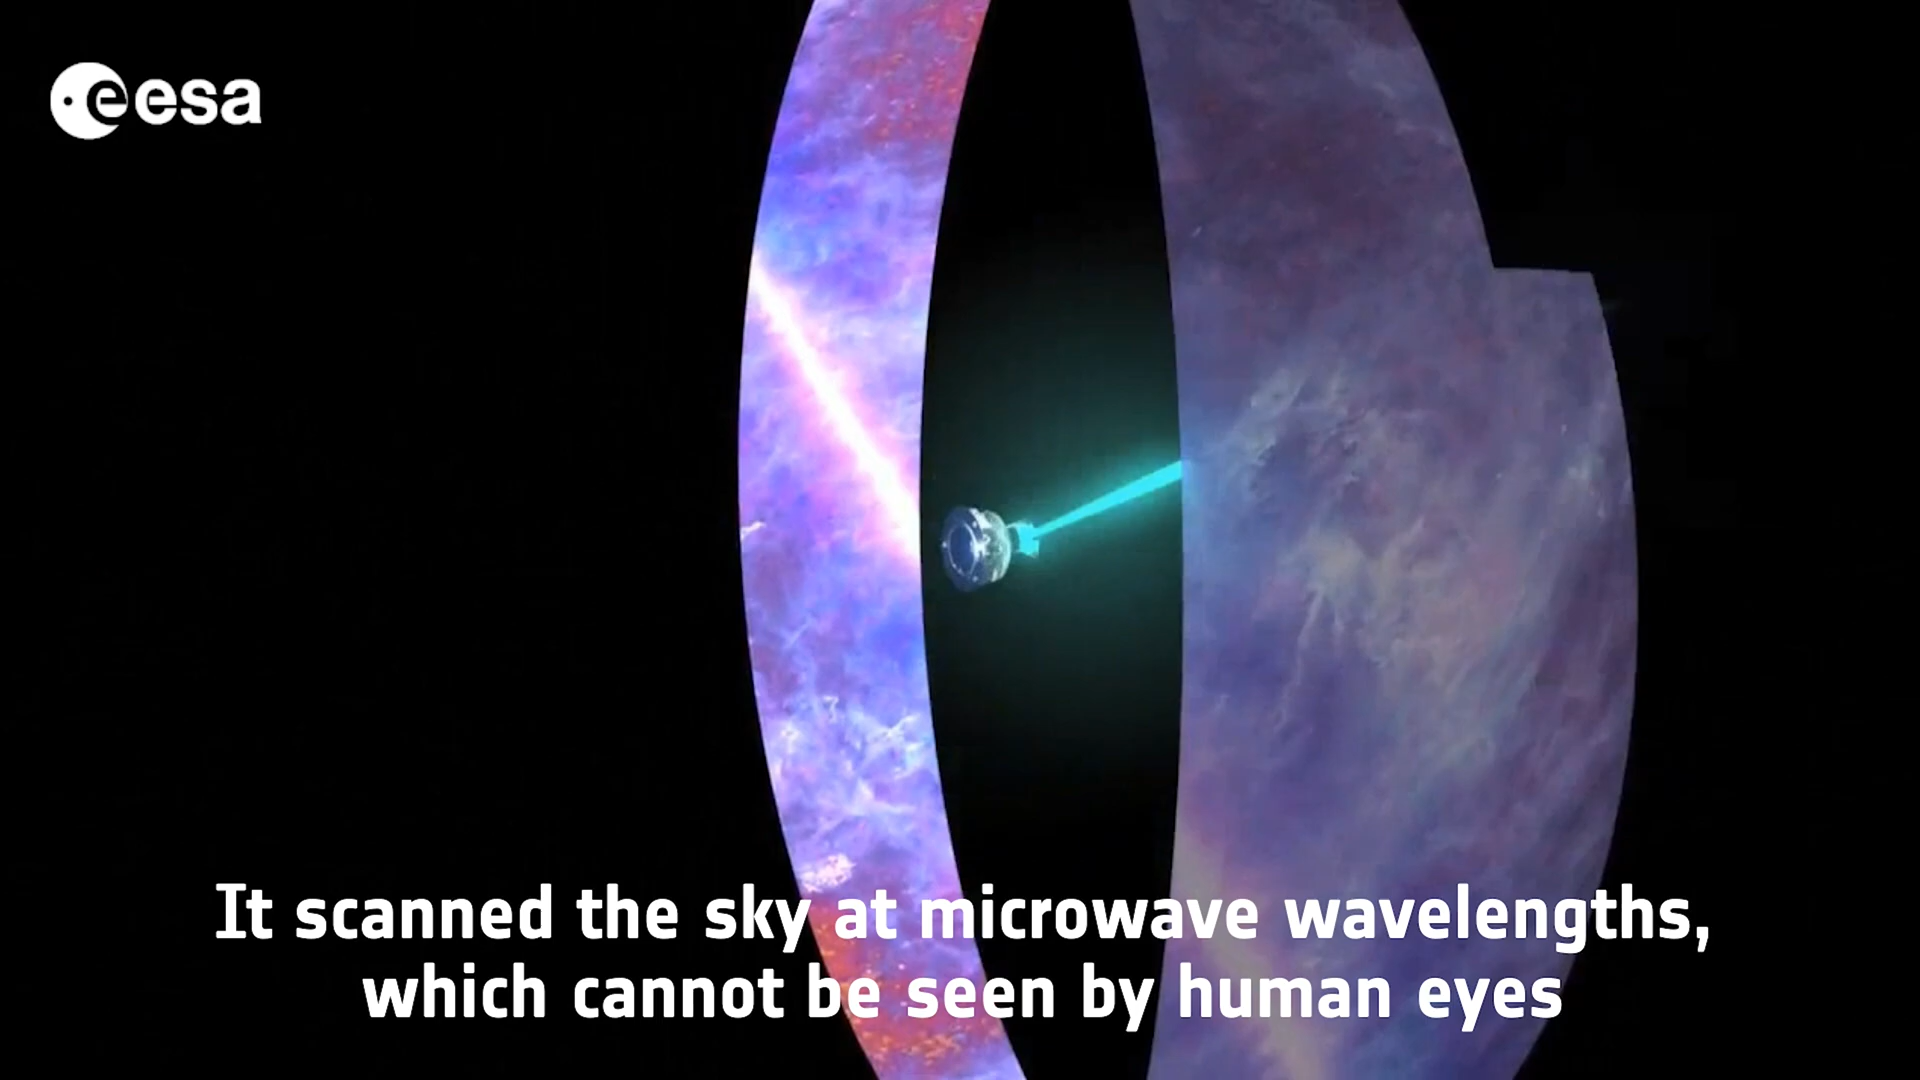 esa
It scanned the sky at microwave wavelengths,
which cannot be seen by human eyes